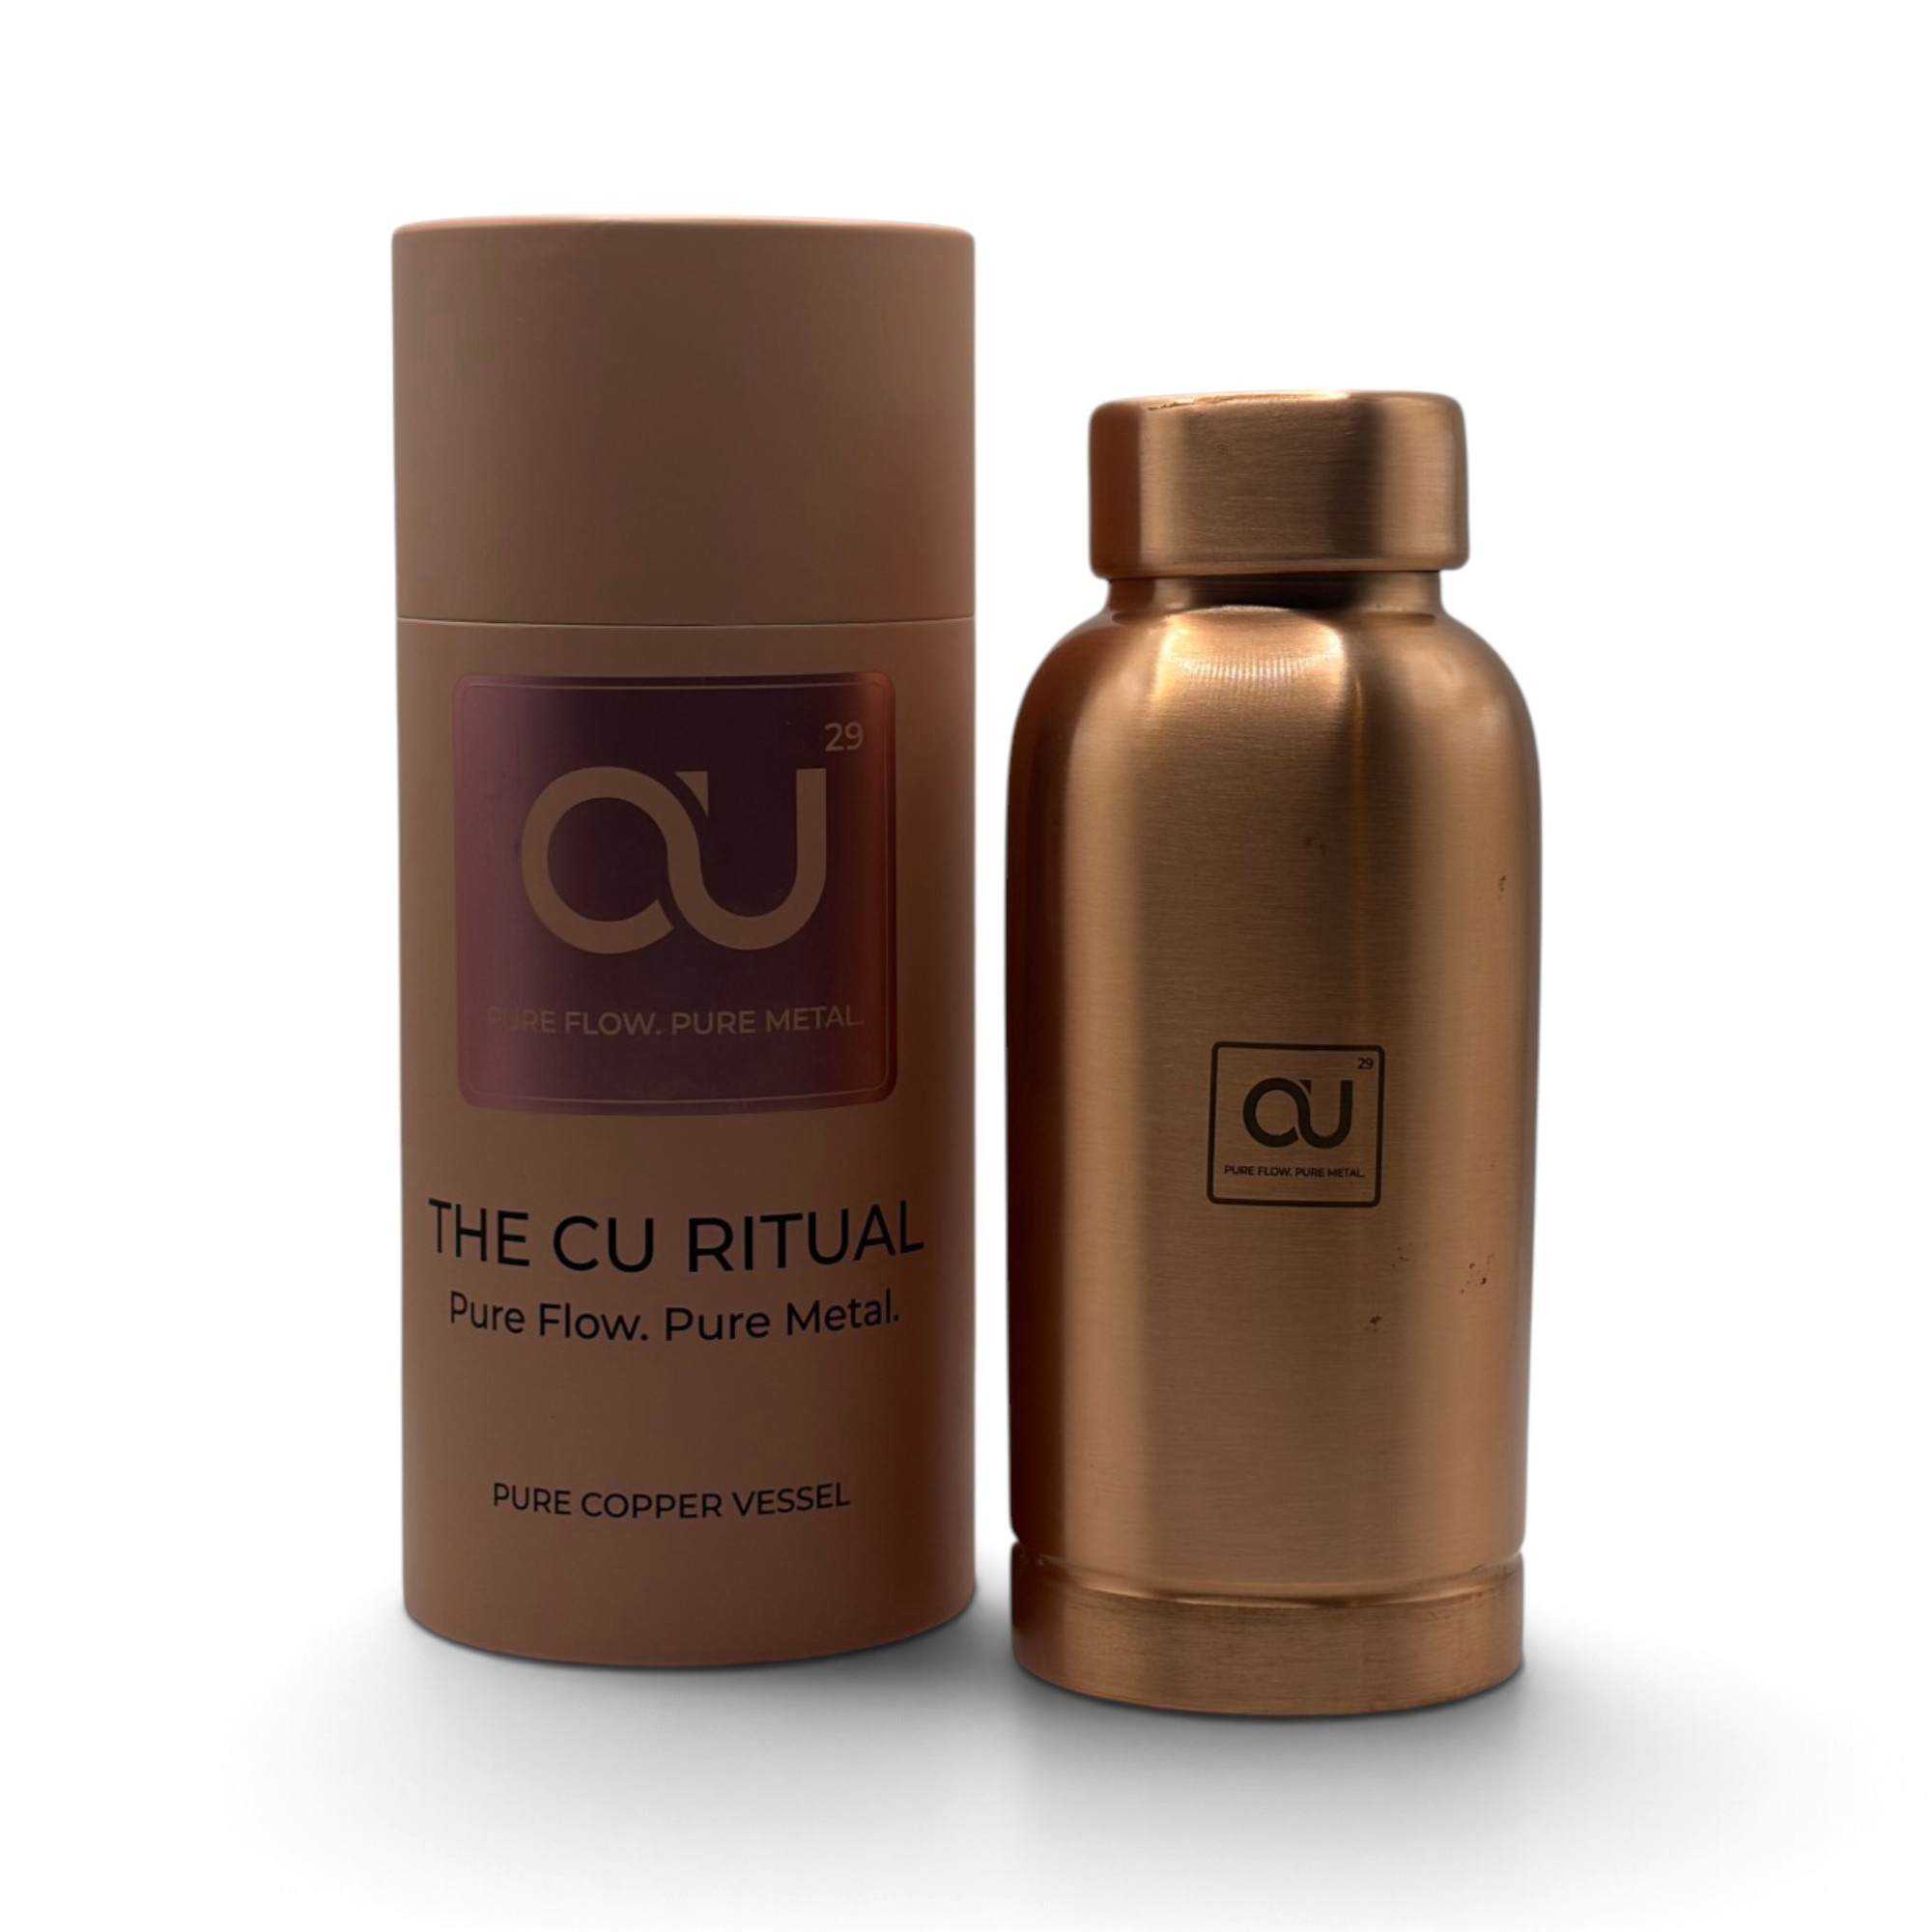 29
CU
PURE FLOW. PURE METAL.
THE CU RITUAL
Pure Flow. Pure Metal.
PURE COPPER VESSEL
29
CU
PURE FLOW. PURE METAL.